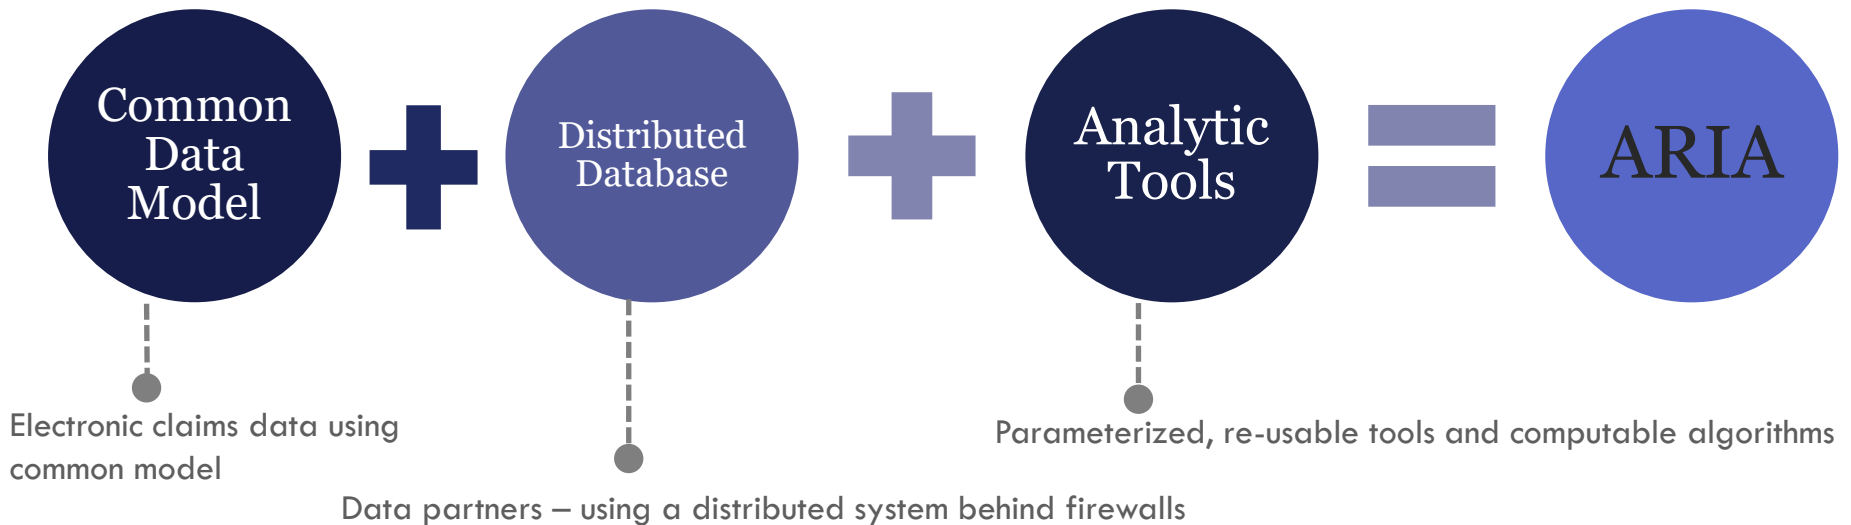 Common
Data
Model
Distributed
Database
Analytic
Tools
ARIA
Electronic claims data using
common model
Data partners – using a distributed system behind firewalls
Parameterized, re-usable tools and computable algorithms